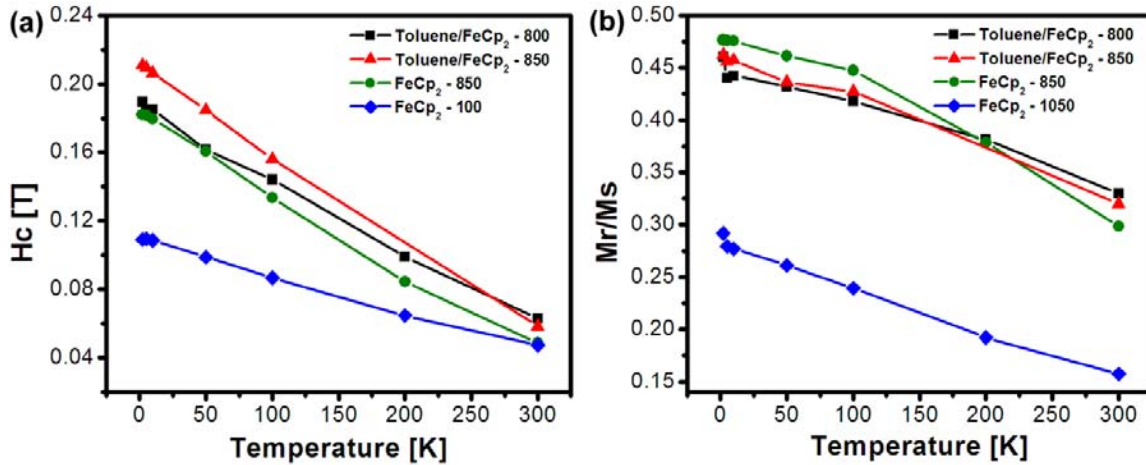 (a)
Toluene/FeCp₂ - 800
Toluene/FeCp₂ - 850
FeCp₂ - 850
FeCp₂ - 100
Hc [T]
0.24
0.20
0.16
0.12
0.08
0.04
0 50 100 150 200 250 300
Temperature [K]
(b)
Toluene/FeCp₂ - 800
Toluene/FeCp₂ - 850
FeCp₂ - 850
FeCp₂ - 1050
Mr/Ms
0.50
0.45
0.40
0.35
0.30
0.25
0.20
0.15
0 50 100 150 200 250 300
Temperature [K]